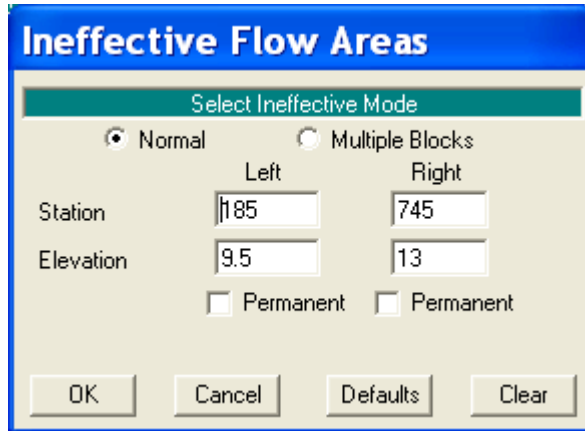 Ineffective Flow Areas
Select Ineffective Mode
Normal Multiple Blocks
Left Right
Station 185 745
Elevation 9.5 13
Permanent Permanent
OK Cancel Defaults Clear